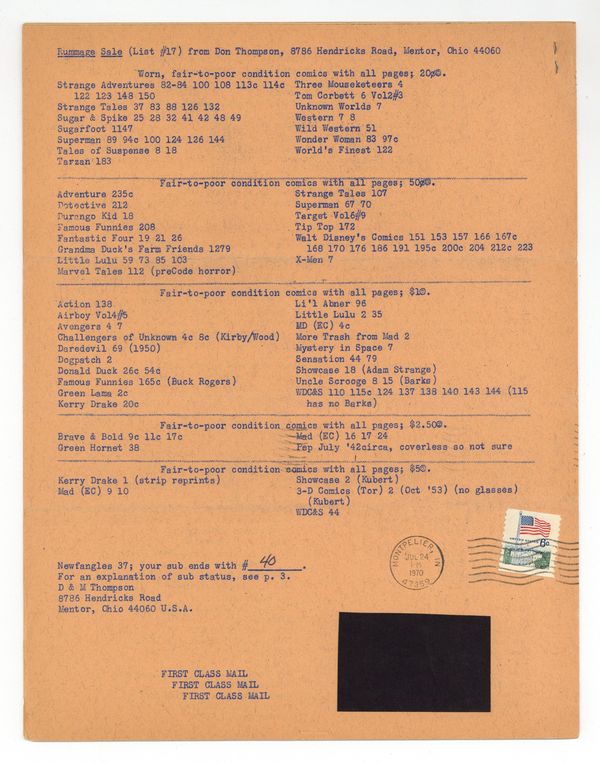 Rummage Sale (List #17) from Don Thompson, 8786 Hendricks Road, Mentor, Ohio 44060
Worn, fair-to-poor condition comics with all pages; 20¢@.
Strange Adventures 82-84 100 108 113c 114c
122 123 148 150
Strange Tales 37 83 88 126 132
Sugar & Spike 25 28 32 41 42 48 49
Sugarfoot 1147
Superman 89 94c 100 124 126 144
Tales of Suspense 8 18
Tarzan 183
Three Mouseketeers 4
Tom Corbett 6 Vol2#3
Unknown Worlds 7
Western 7 8
Wild Western 51
Wonder Woman 83 97c
World's Finest 122
Fair-to-poor condition comics with all pages; 50¢@.
Adventure 235c
Detective 212
Durango Kid 18
Famous Funnies 208
Fantastic Four 19 21 26
Grandma Duck's Farm Friends 1279
Little Lulu 59 73 85 103
Marvel Tales 112 (preCode horror)
Strange Tales 107
Superman 67 70
Target Vol6#9
Tip Top 172
Walt Disney's Comics 151 153 157 166 167c
168 170 176 186 191 195c 200c 204 212c 223
X-Men 7
Fair-to-poor condition comics with all pages; $1@.
Action 138
Airboy Vol4#5
Avengers 4 7
Challengers of Unknown 4c 8c (Kirby/Wood)
Daredevil 69 (1950)
Dogpatch 2
Donald Duck 26c 54c
Famous Funnies 165c (Buck Rogers)
Green Lama 2c
Kerry Drake 20c
Li'l Abner 96
Little Lulu 2 35
MD (EC) 4c
More Trash from Mad 2
Mystery in Space 7
Sensation 44 79
Showcase 18 (Adam Strange)
Uncle Scrooge 8 15 (Barks)
WDC&S 110 115c 124 137 138 140 143 144 (115
has no Barks)
Fair-to-poor condition comics with all pages; $2.50@.
Brave & Bold 9c 11c 17c
Green Hornet 38
Mad (EC) 16 17 24
Pep July '42circa, coverless so not sure
Fair-to-poor condition comics with all pages; $5@.
Kerry Drake 1 (strip reprints)
Mad (EC) 9 10
Showcase 2 (Kubert)
3-D Comics (Tor) 2 (Oct '53) (no glasses)
(Kubert)
WDC&S 44
Newfangles 37; your sub ends with # 40.
For an explanation of sub status, see p. 3.
D & M Thompson
8786 Hendricks Road
Mentor, Ohio 44060 U.S.A.
MONTPELIER, IN
JUL 24
PM
1970
47359
UNITED STATES
6c
FIRST CLASS MAIL
FIRST CLASS MAIL
FIRST CLASS MAIL